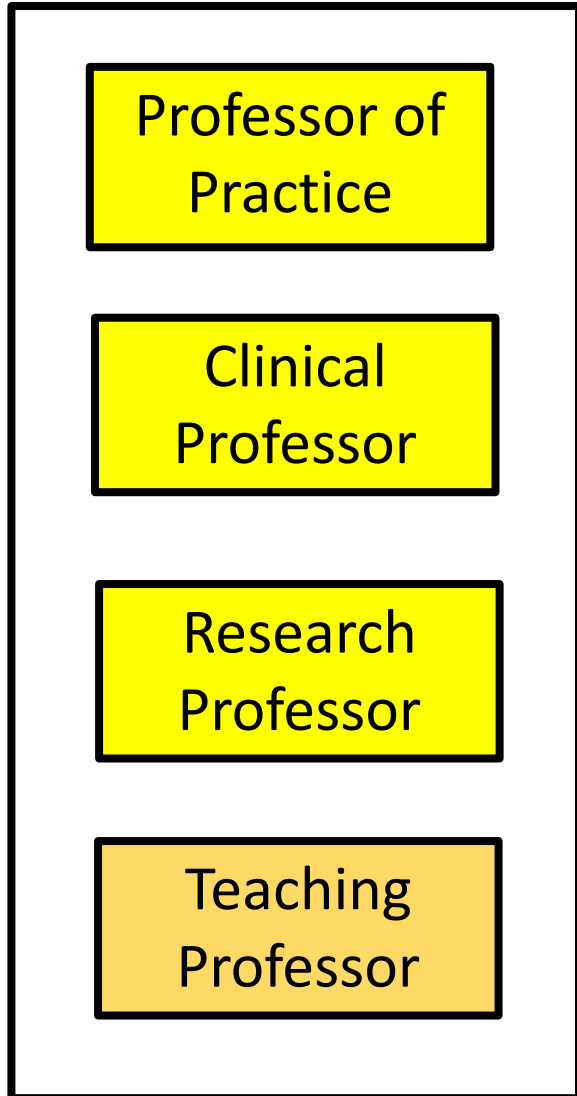 Professor of
Practice
Clinical
Professor
Research
Professor
Teaching
Professor